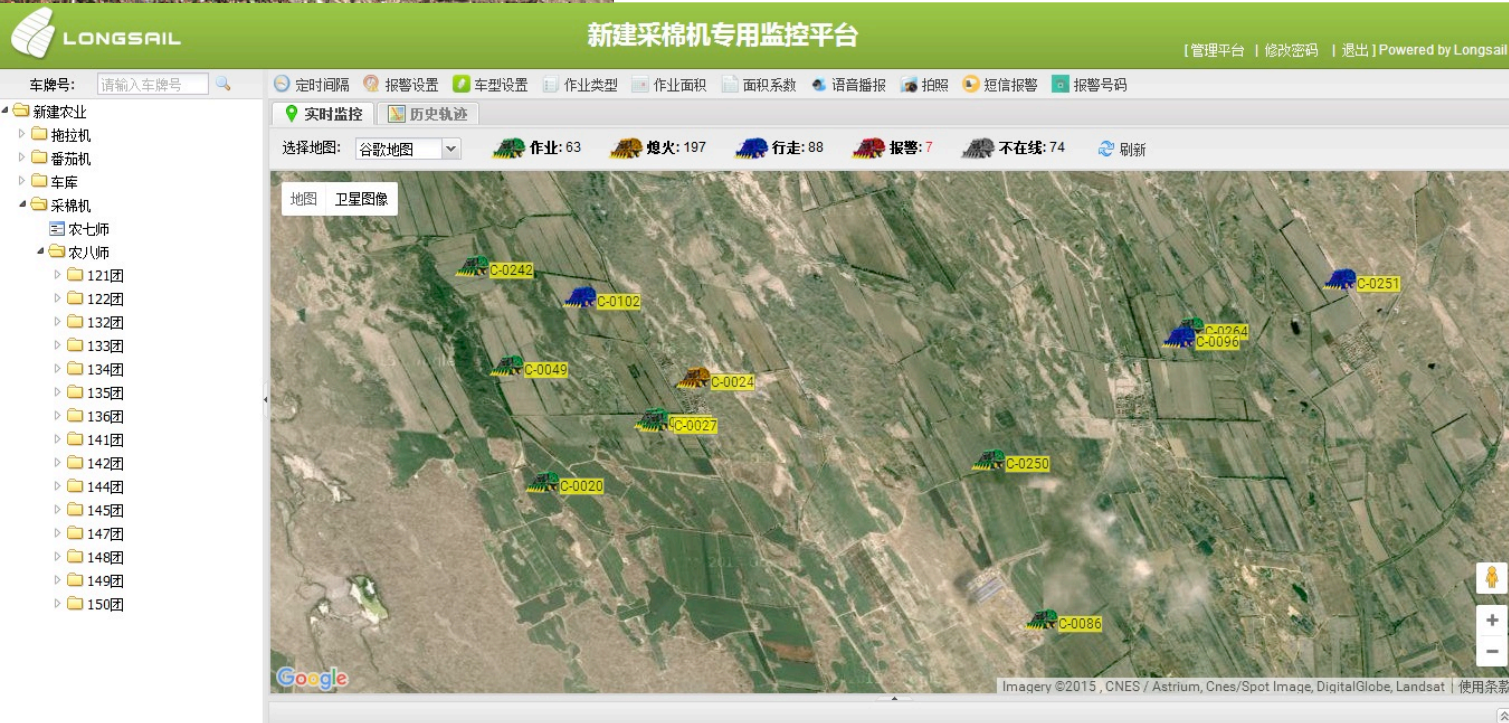 LONGSAIL
新建采棉机专用监控平台
[ 管理平台 | 修改密码 | 退出 ] Powered by Longsail
车牌号: 请输入车牌号
定时间隔 报警设置 车型设置 作业类型 作业面积 面积系数 语音播报 拍照 短信报警 报警号码
新建农业
拖拉机
番茄机
车库
采棉机
农七师
农八师
121团
122团
132团
133团
134团
135团
136团
141团
142团
144团
145团
147团
148团
149团
150团
实时监控 历史轨迹
选择地图: 谷歌地图 作业: 63 熄火: 197 行走: 88 报警: 7 不在线: 74 刷新
地图 卫星图像
C-0242
C-0102
C-0251
C-0264
C-0096
C-0049
C-0024
C-0027
C-0250
C-0020
C-0086
Google
Imagery ©2015 , CNES / Astrium, Cnes/Spot Image, DigitalGlobe, Landsat | 使用条款